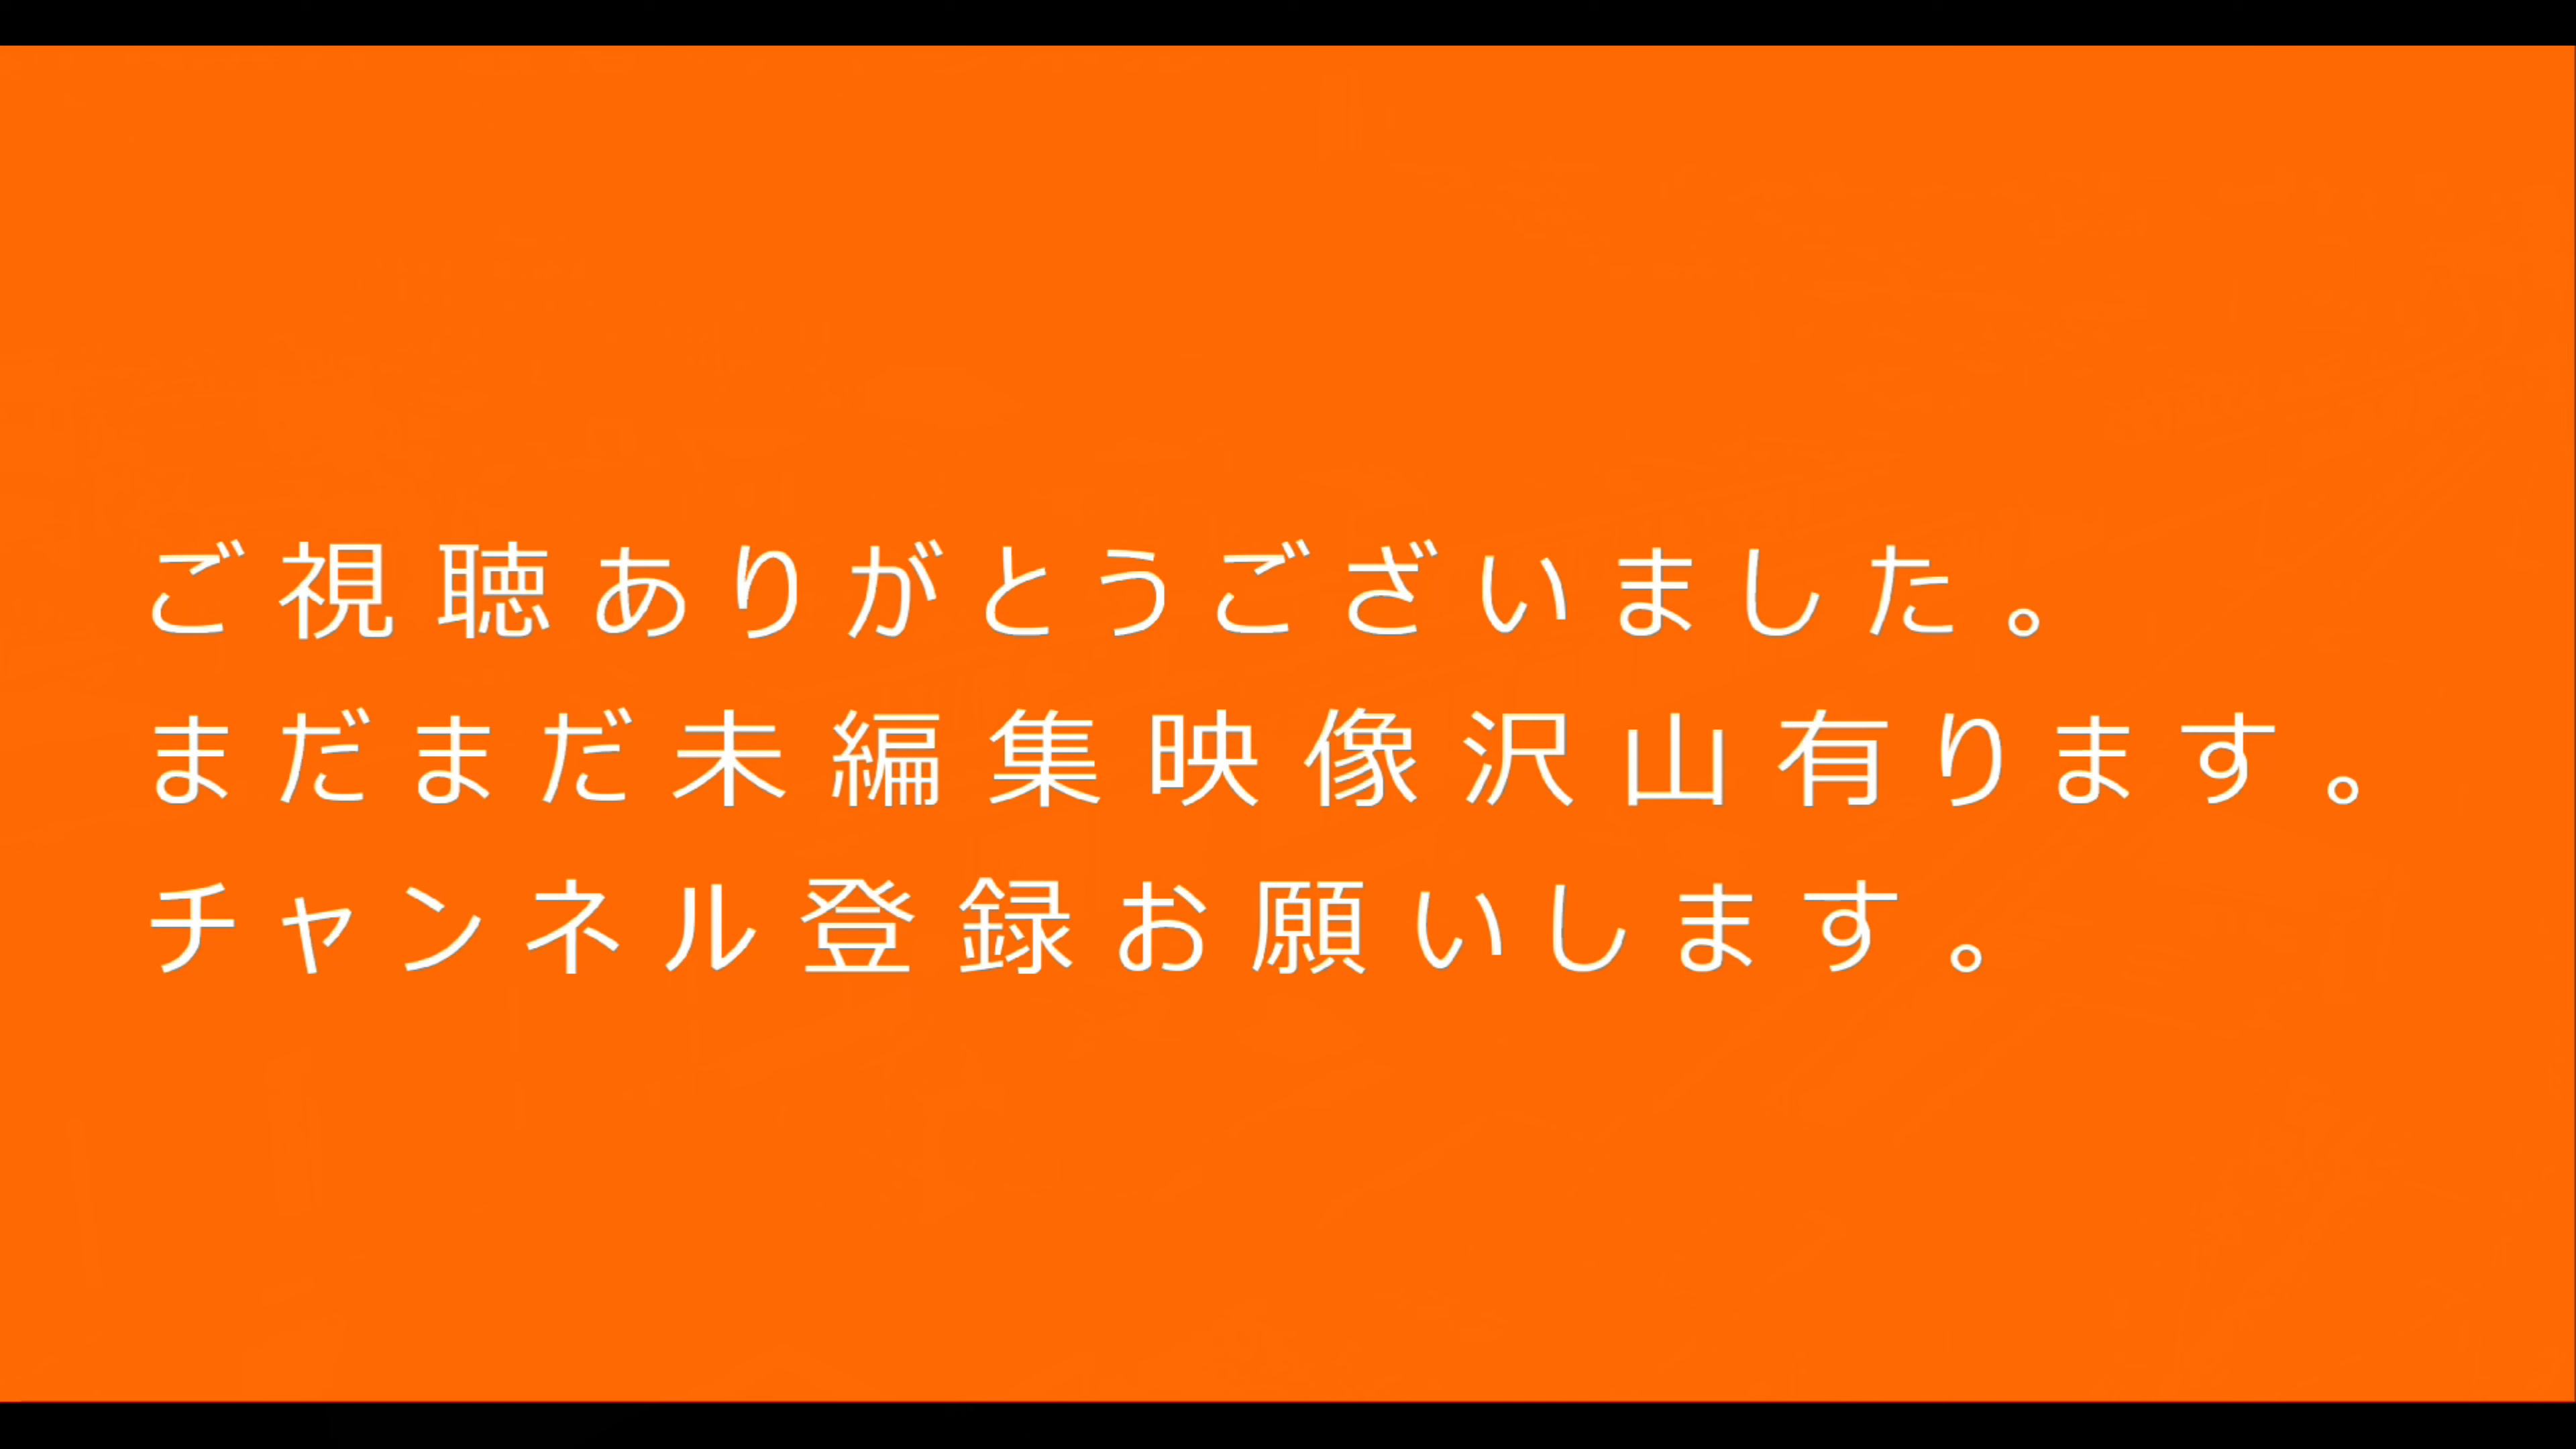 ご視聴ありがとうございました。
まだまだ未編集映像沢山有ります。
チャンネル登録お願いします。